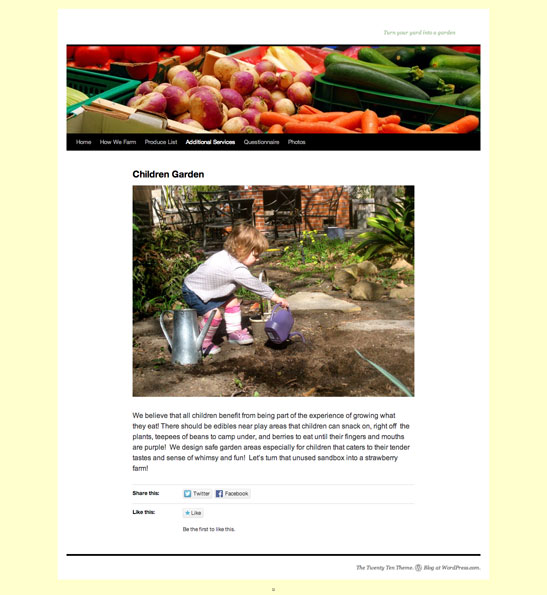 Turn your yard into a garden
Home How We Farm Produce List Additional Services Questionnaire Photos
Children Garden
We believe that all children benefit from being part of the experience of growing what
they eat! There should be edibles near play areas that children can snack on, right off the
plants, teepees of beans to camp under, and berries to eat until their fingers and mouths
are purple! We design safe garden areas especially for children that caters to their tender
tastes and sense of whimsy and fun! Let's turn that unused sandbox into a strawberry
farm!
Share this: Twitter Facebook
Like this: Like
Be the first to like this.
The Twenty Ten Theme. Blog at WordPress.com.